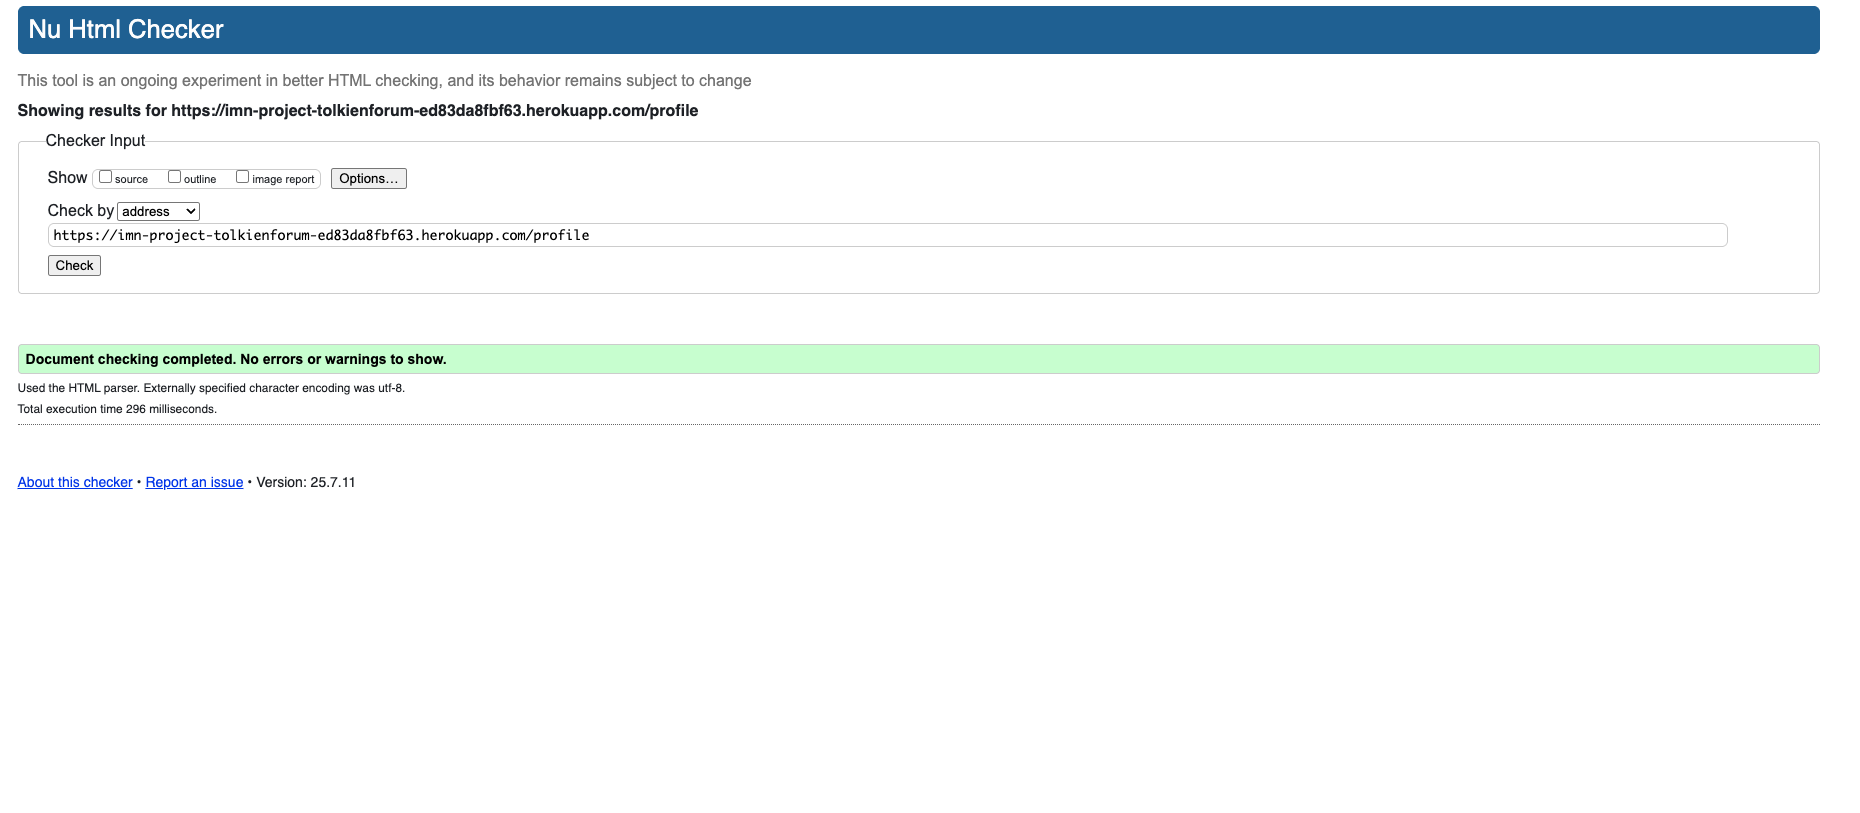 Nu Html Checker
This tool is an ongoing experiment in better HTML checking, and its behavior remains subject to change
Showing results for https://imn-project-tolkienforum-ed83da8fbf63.herokuapp.com/profile
Checker Input
Show source outline image report Options...
Check by address
https://imn-project-tolkienforum-ed83da8fbf63.herokuapp.com/profile
Check
Document checking completed. No errors or warnings to show.
Used the HTML parser. Externally specified character encoding was utf-8.
Total execution time 296 milliseconds.
About this checker • Report an issue • Version: 25.7.11